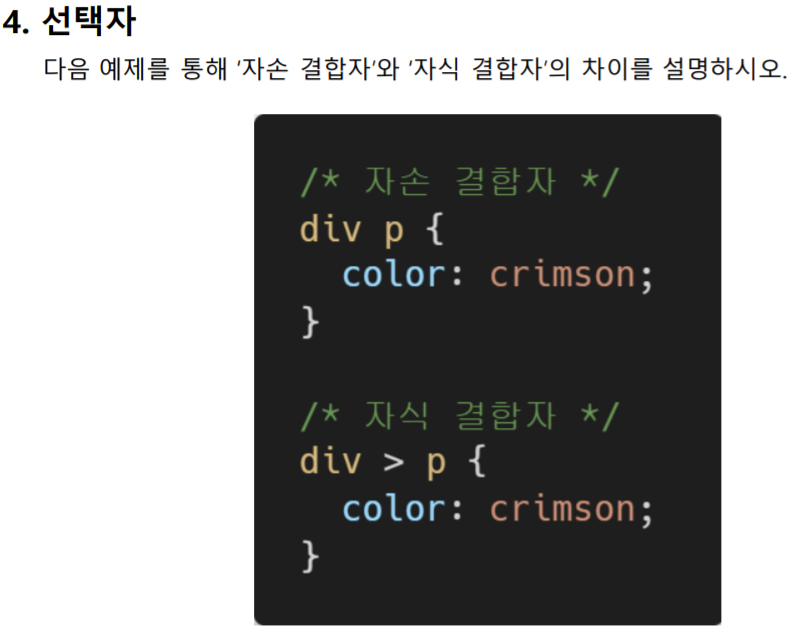 4. 선택자
다음 예제를 통해 '자손 결합자'와 '자식 결합자'의 차이를 설명하시오.
/* 자손 결합자 */
div p {
  color: crimson;
}
/* 자식 결합자 */
div > p {
  color: crimson;
}